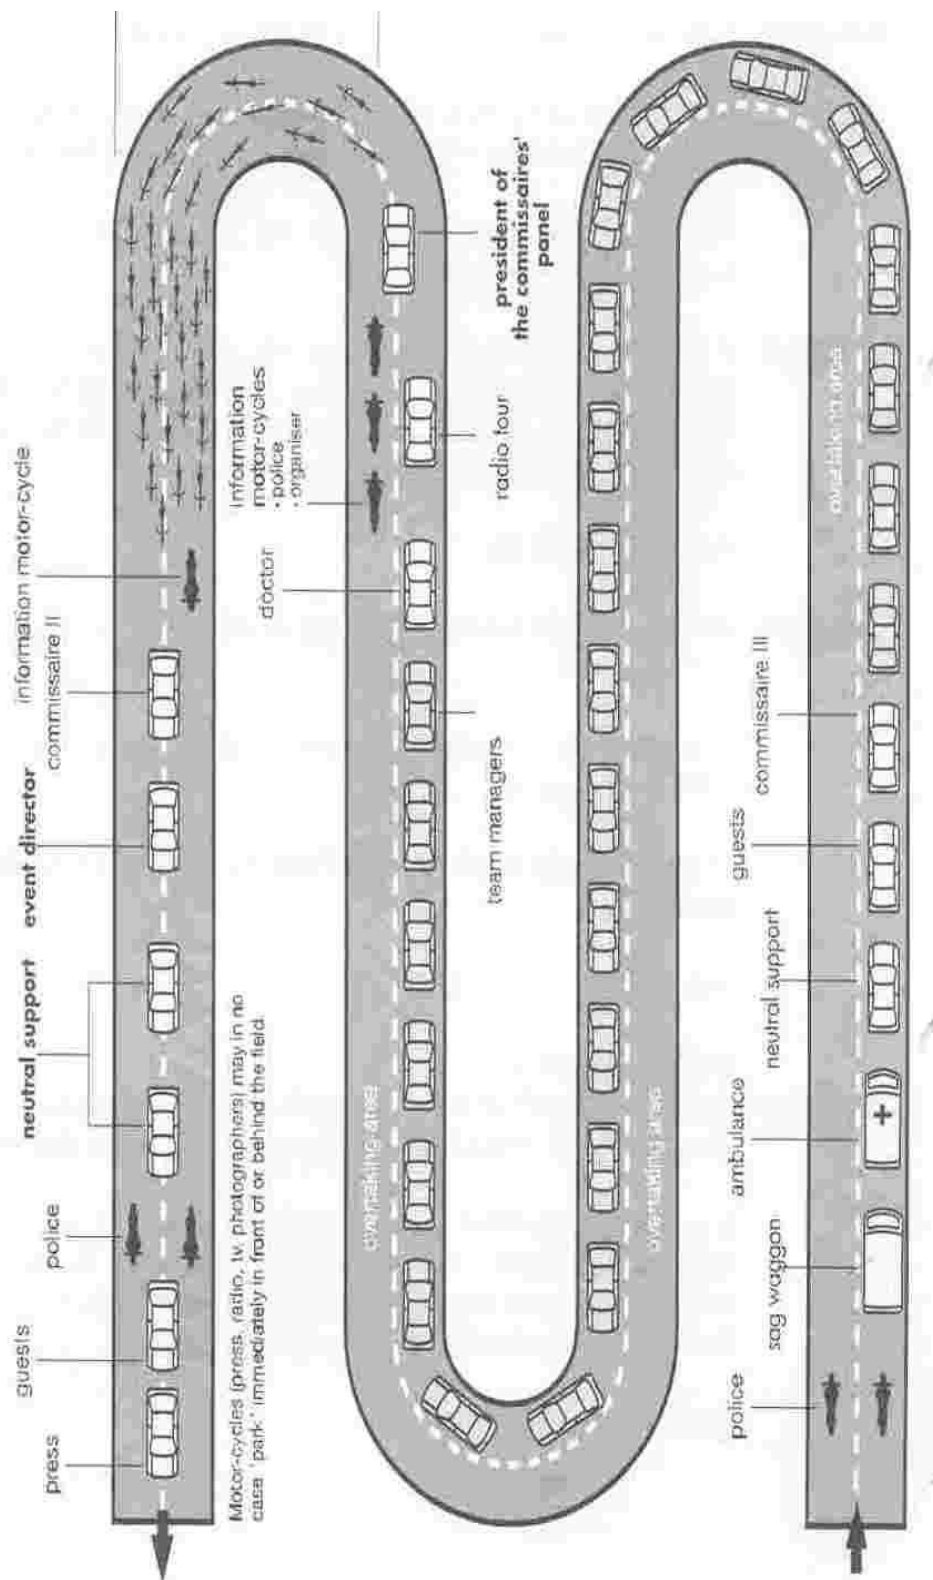 press
guests
police
neutral support
event director
commissaire II
information motor-cycle
Motor-cycles (press, radio, tv, photographers) may in no
case 'park' immediately in front of or behind the field.
doctor
information
motor-cycles
· police
· organiser
overtaking area
team managers
radio tour
president of
the commissaires'
panel
overtaking area
police
sag waggon
ambulance
neutral support
guests
commissaire III
overtaking area